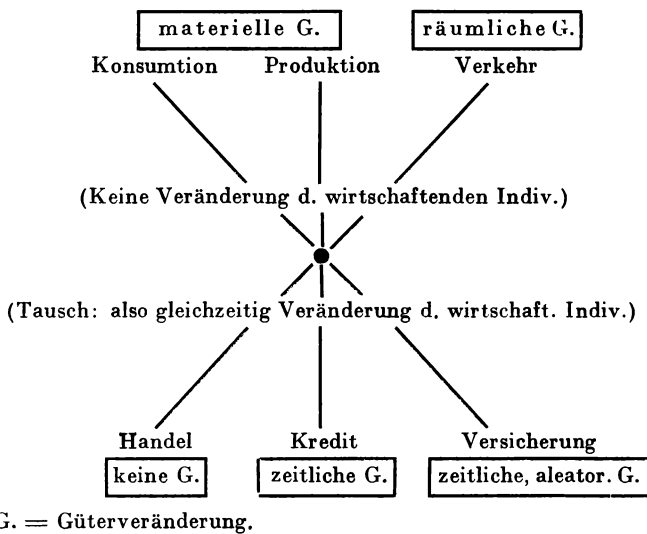 materielle G. räumliche G.
Konsumtion Produktion Verkehr
(Keine Veränderung d. wirtschaftenden Indiv.)
(Tausch: also gleichzeitig Veränderung d. wirtschaft. Indiv.)
Handel Kredit Versicherung
keine G. zeitliche G. zeitliche, aleator. G.
G. = Güterveränderung.